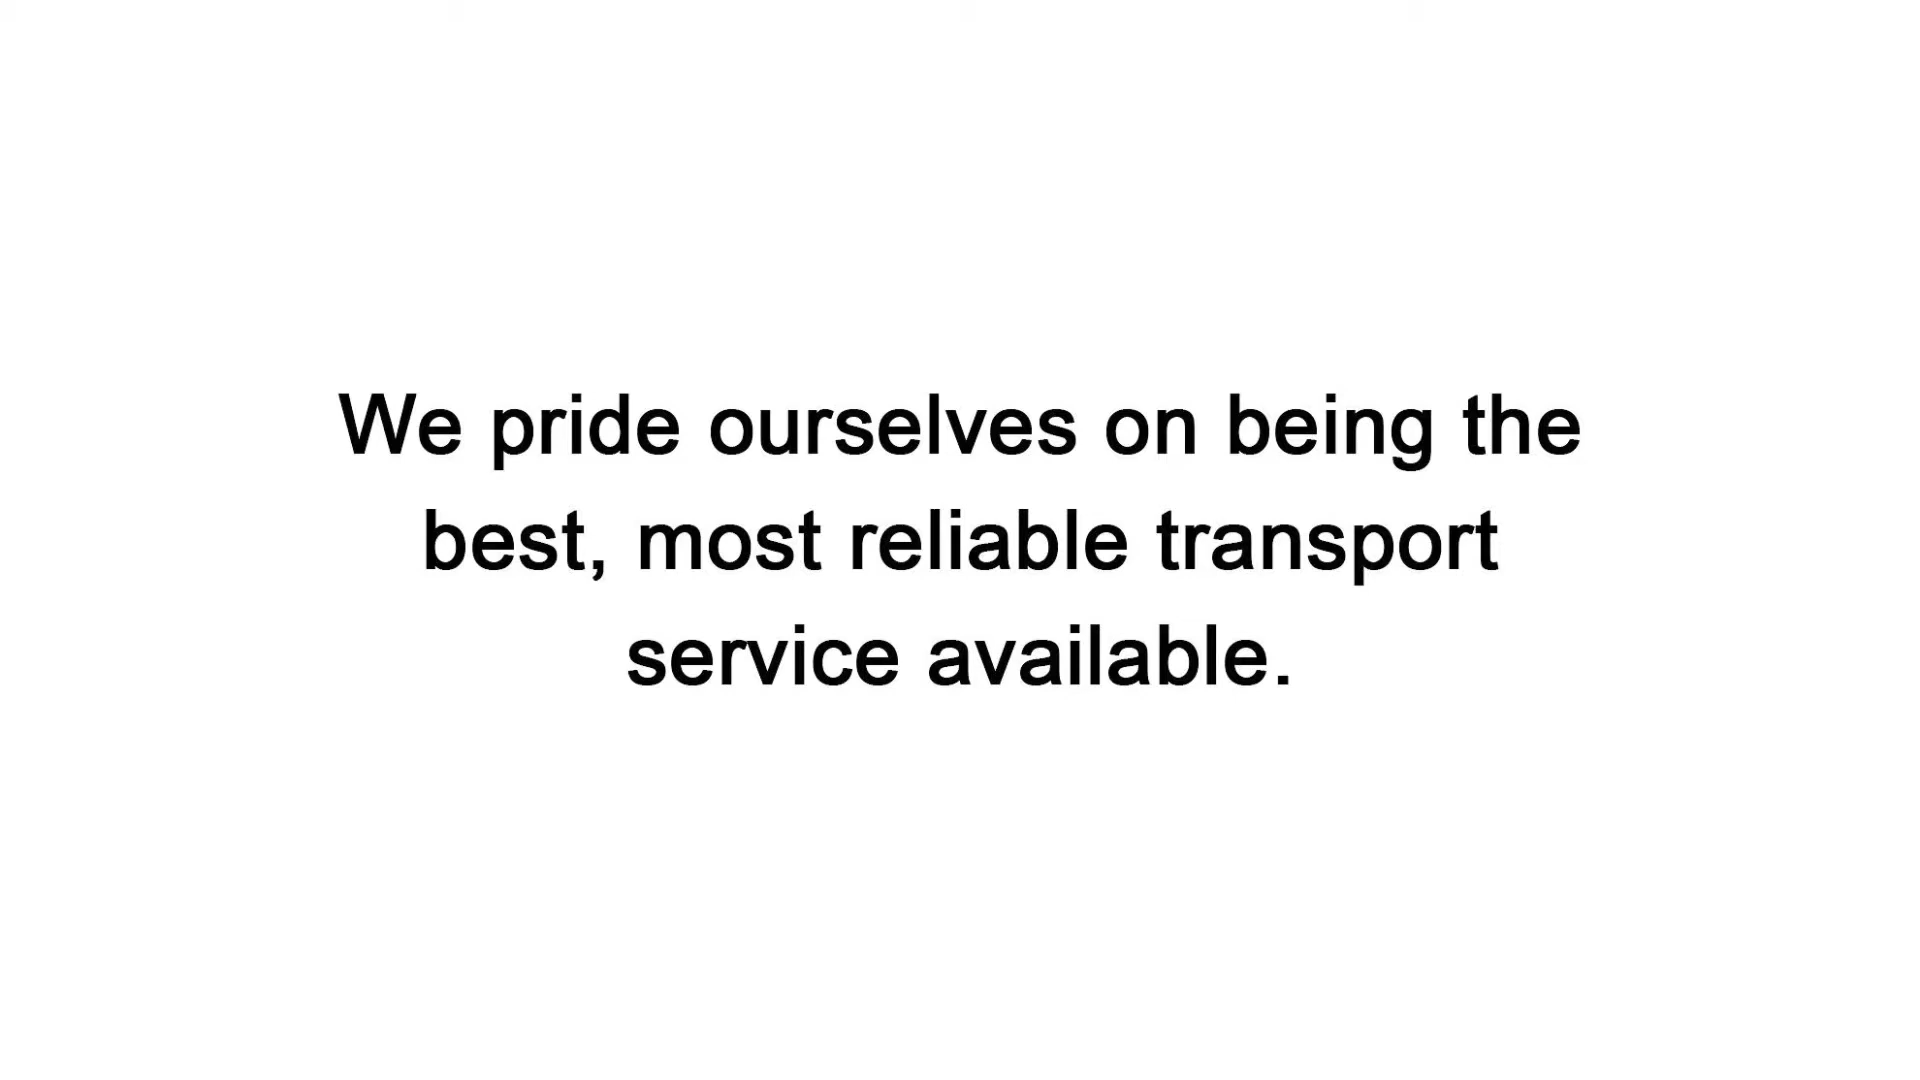 We pride ourselves on being the
best, most reliable transport
service available.